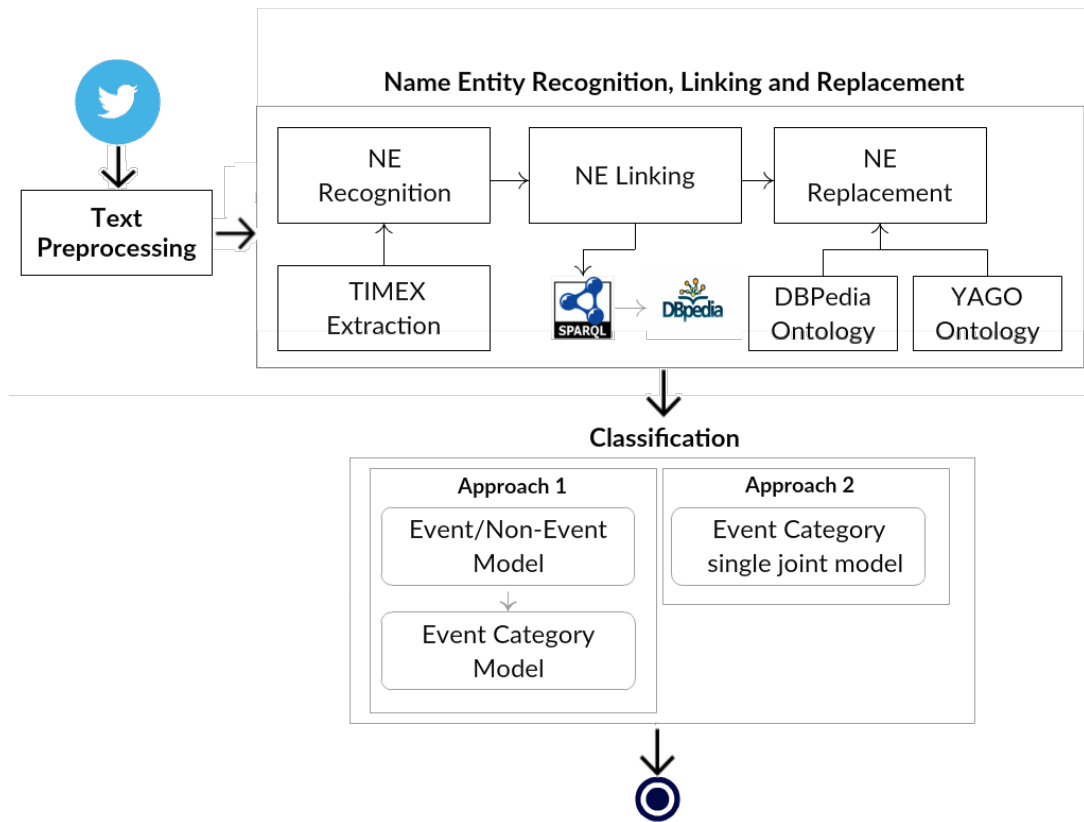 Name Entity Recognition, Linking and Replacement
Text
Preprocessing
NE
Recognition
NE Linking
NE
Replacement
TIMEX
Extraction
SPARQL
DBpedia
DBPedia
Ontology
YAGO
Ontology
Classification
Approach 1
Event/Non-Event
Model
Event Category
Model
Approach 2
Event Category
single joint model